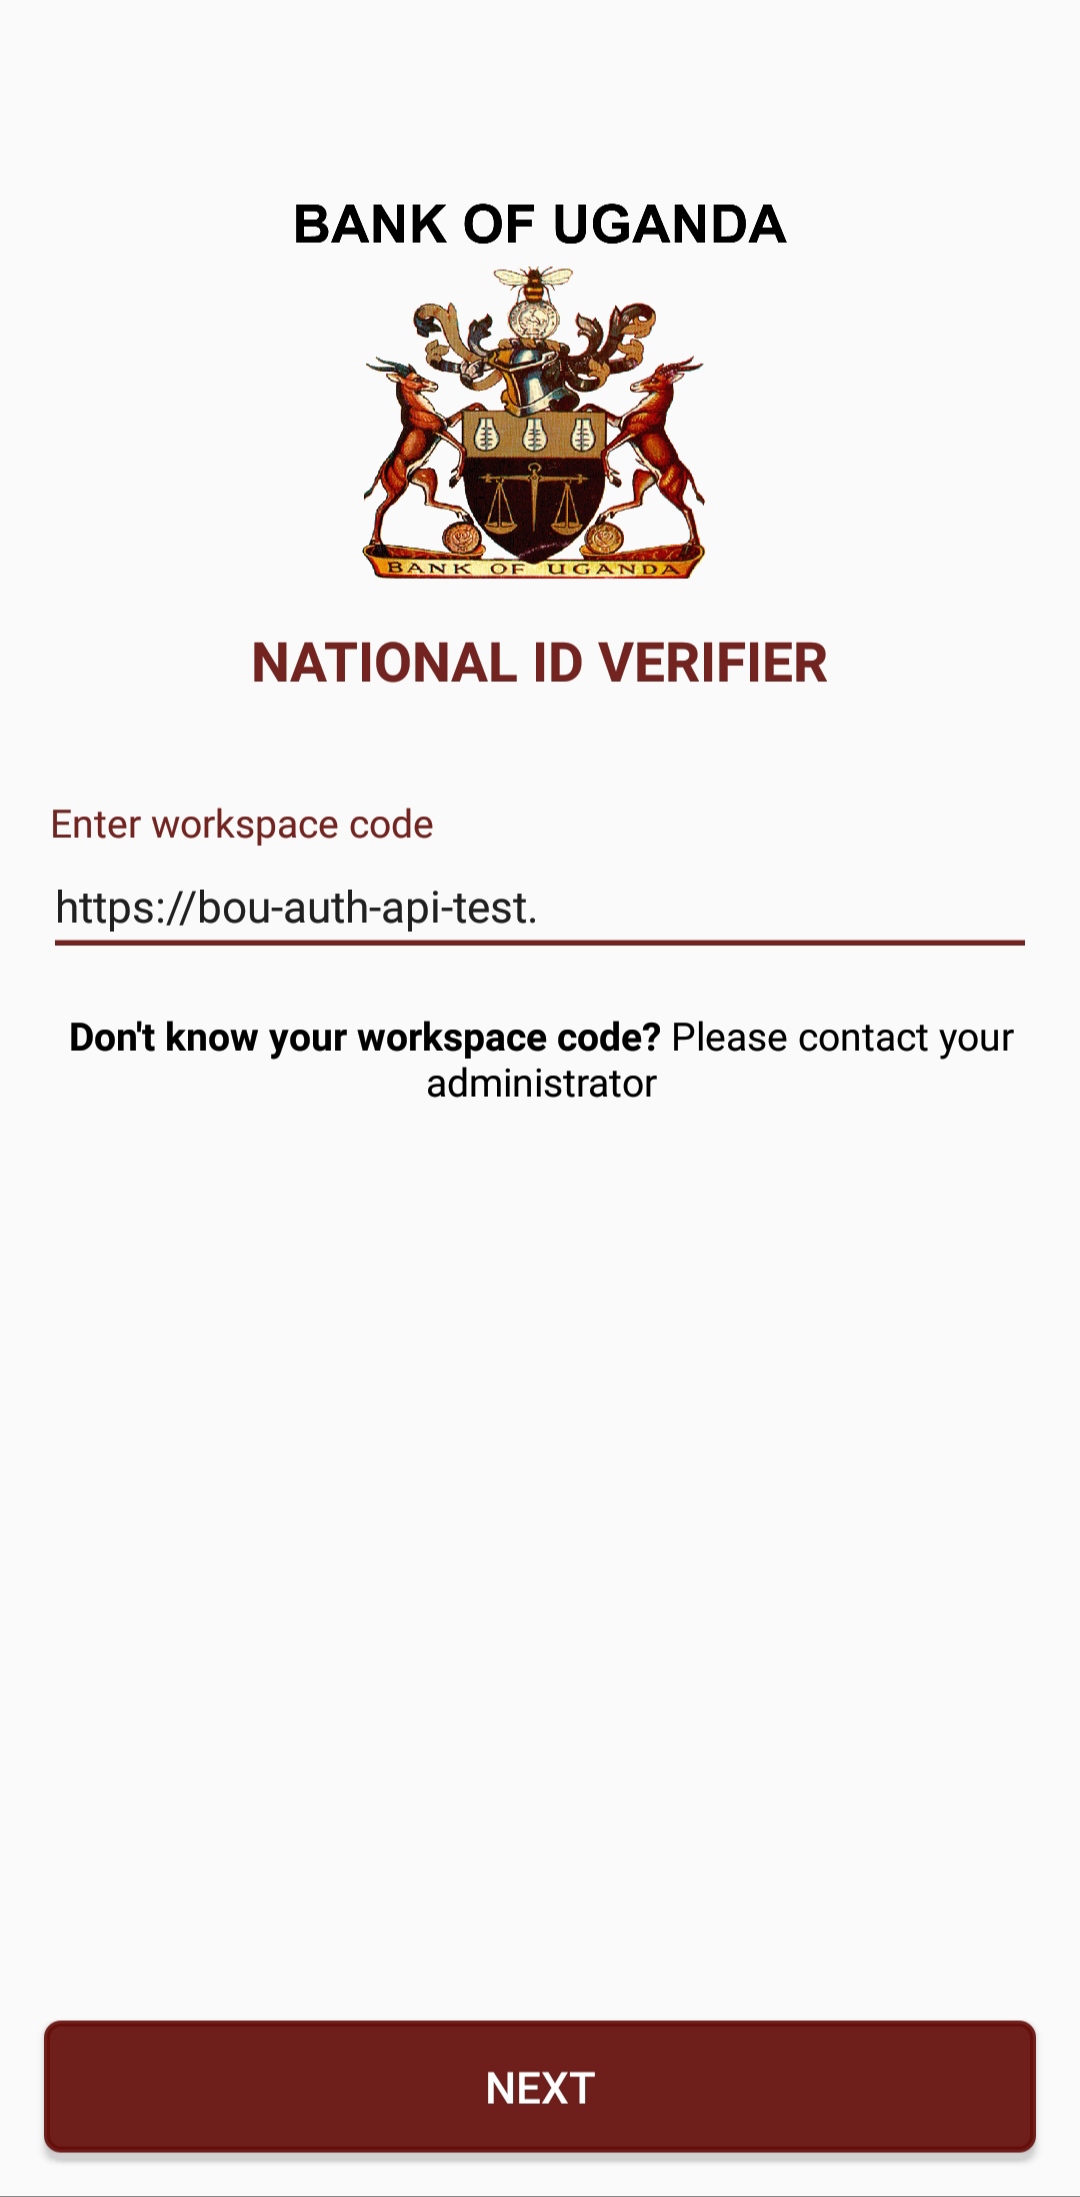 BANK OF UGANDA
BANK OF UGANDA
NATIONAL ID VERIFIER
Enter workspace code
https://bou-auth-api-test.
Don't know your workspace code? Please contact your
administrator
NEXT